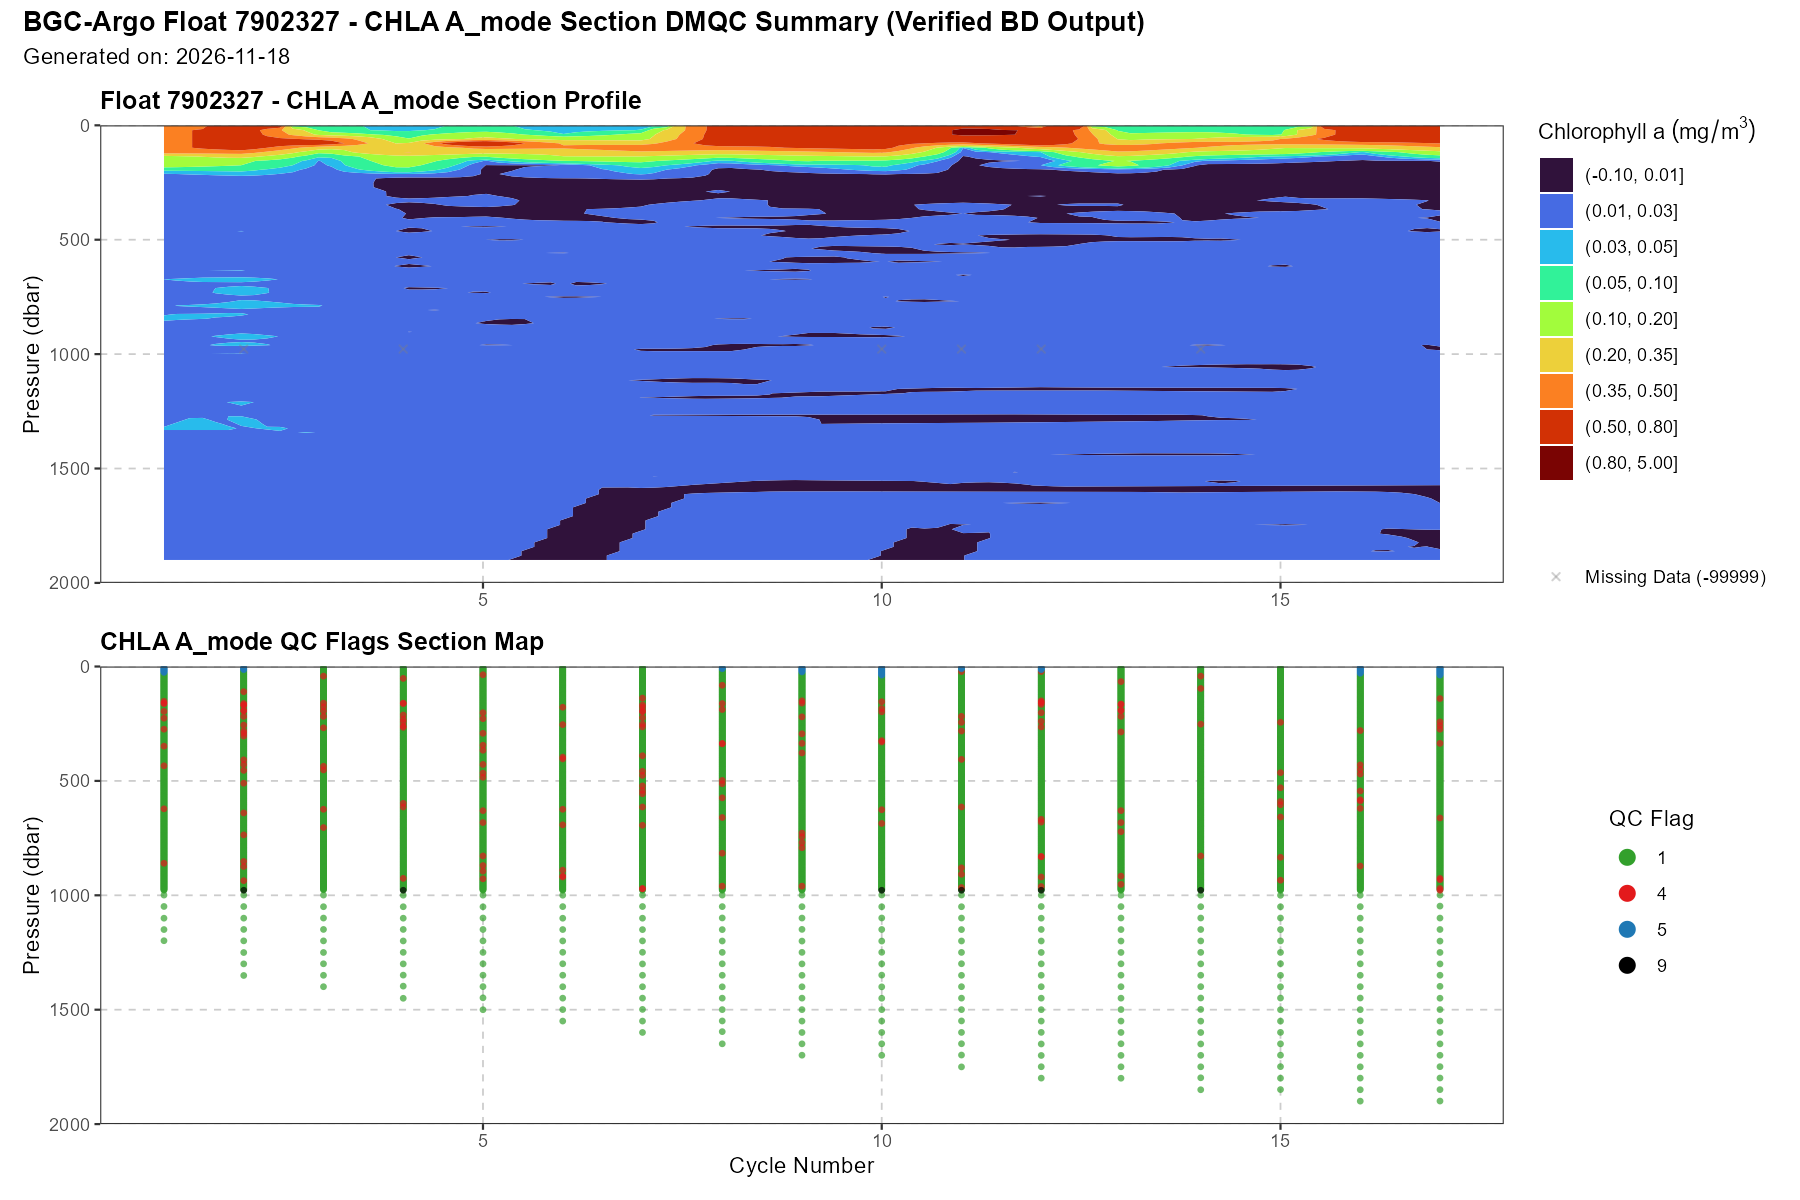 BGC-Argo Float 7902327 - CHLA A_mode Section DMQC Summary (Verified BD Output)
Generated on: 2026-11-18
Float 7902327 - CHLA A_mode Section Profile
Pressure (dbar)
0
500
1000
1500
2000
5
10
15
Chlorophyll a (mg/m³)
(-0.10, 0.01]
(0.01, 0.03]
(0.03, 0.05]
(0.05, 0.10]
(0.10, 0.20]
(0.20, 0.35]
(0.35, 0.50]
(0.50, 0.80]
(0.80, 5.00]
Missing Data (-99999)
CHLA A_mode QC Flags Section Map
Pressure (dbar)
0
500
1000
1500
2000
5
10
15
Cycle Number
QC Flag
1
4
5
9